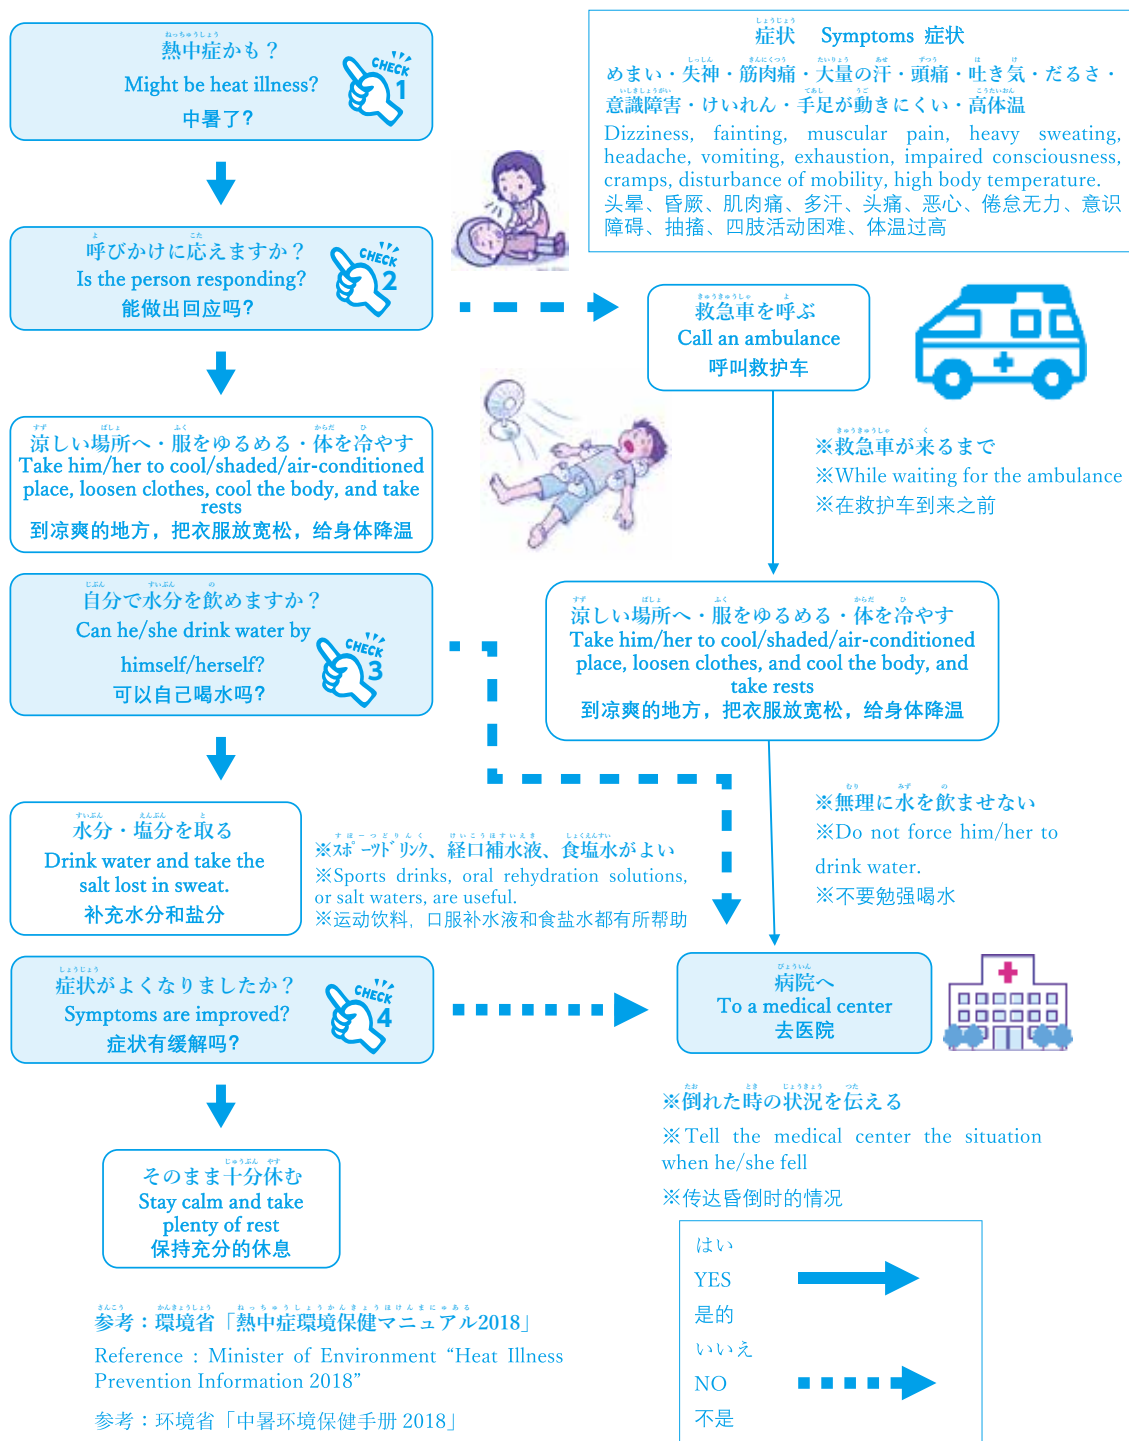 熱中症かも？
Might be heat illness?
中暑了?
CHECK
1
症状 Symptoms 症状
めまい・失神・筋肉痛・大量の汗・頭痛・吐き気・だるさ・
意識障害・けいれん・手足が動きにくい・高体温
Dizziness, fainting, muscular pain, heavy sweating,
headache, vomiting, exhaustion, impaired consciousness,
cramps, disturbance of mobility, high body temperature.
头晕、昏厥、肌肉痛、多汗、头痛、恶心、倦怠无力、意识
障碍、抽搐、四肢活动困难、体温过高
呼びかけに応えますか？
Is the person responding?
能做出回应吗?
CHECK
2
救急車を呼ぶ
Call an ambulance
呼叫救护车
※救急車が来るまで
※While waiting for the ambulance
※在救护车到来之前
涼しい場所へ・服をゆるめる・体を冷やす
Take him/her to cool/shaded/air-conditioned
place, loosen clothes, cool the body, and take
rests
到凉爽的地方，把衣服放宽松，给身体降温
自分で水分を飲めますか？
Can he/she drink water by
himself/herself?
可以自己喝水吗?
CHECK
3
涼しい場所へ・服をゆるめる・体を冷やす
Take him/her to cool/shaded/air-conditioned
place, loosen clothes, and cool the body, and
take rests
到凉爽的地方，把衣服放宽松，给身体降温
水分・塩分を取る
Drink water and take the
salt lost in sweat.
补充水分和盐分
※ｽﾎﾟｰﾂﾄﾞﾘﾝｸ、経口補水液、食塩水がよい
※Sports drinks, oral rehydration solutions,
or salt waters, are useful.
※运动饮料，口服补水液和食盐水都有所帮助
※無理に水を飲ませない
※Do not force him/her to
drink water.
※不要勉强喝水
症状がよくなりましたか？
Symptoms are improved?
症状有缓解吗?
CHECK
4
病院へ
To a medical center
去医院
※倒れた時の状況を伝える
※Tell the medical center the situation
when he/she fell
※传达昏倒时的情况
そのまま十分休む
Stay calm and take
plenty of rest
保持充分的休息
はい
YES
是的
いいえ
NO
不是
参考：環境省「熱中症環境保健マニュアル2018」
Reference : Minister of Environment “Heat Illness
Prevention Information 2018”
参考：环境省「中暑环境保健手册 2018」